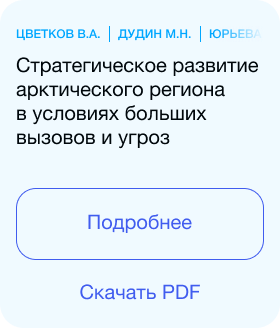 ЦВЕТКОВ В.А. | ДУДИН М.Н. | ЮРЬЕВА
Стратегическое развитие
арктического региона
в условиях больших
вызовов и угроз
Подробнее
Скачать PDF